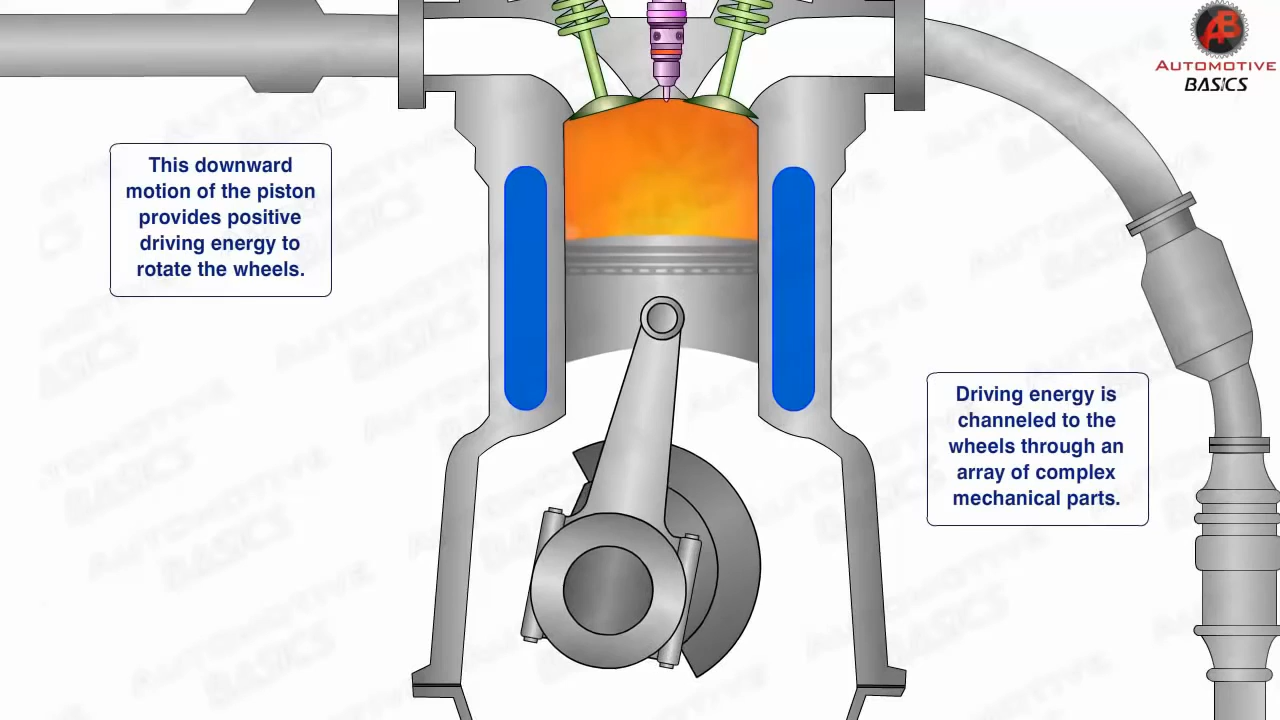 AB
AUTOMOTIVE
BASICS
This downward
motion of the piston
provides positive
driving energy to
rotate the wheels.
Driving energy is
channeled to the
wheels through an
array of complex
mechanical parts.